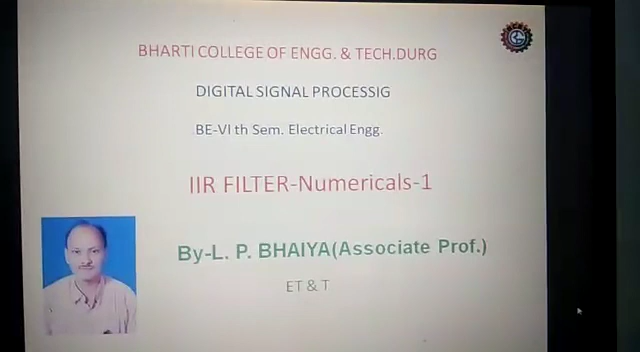 BHARTI COLLEGE OF ENGG. & TECH.DURG
DIGITAL SIGNAL PROCESSIG
BE-VI th Sem. Electrical Engg.
IIR FILTER-Numericals-1
By-L. P. BHAIYA(Associate Prof.)
ET & T